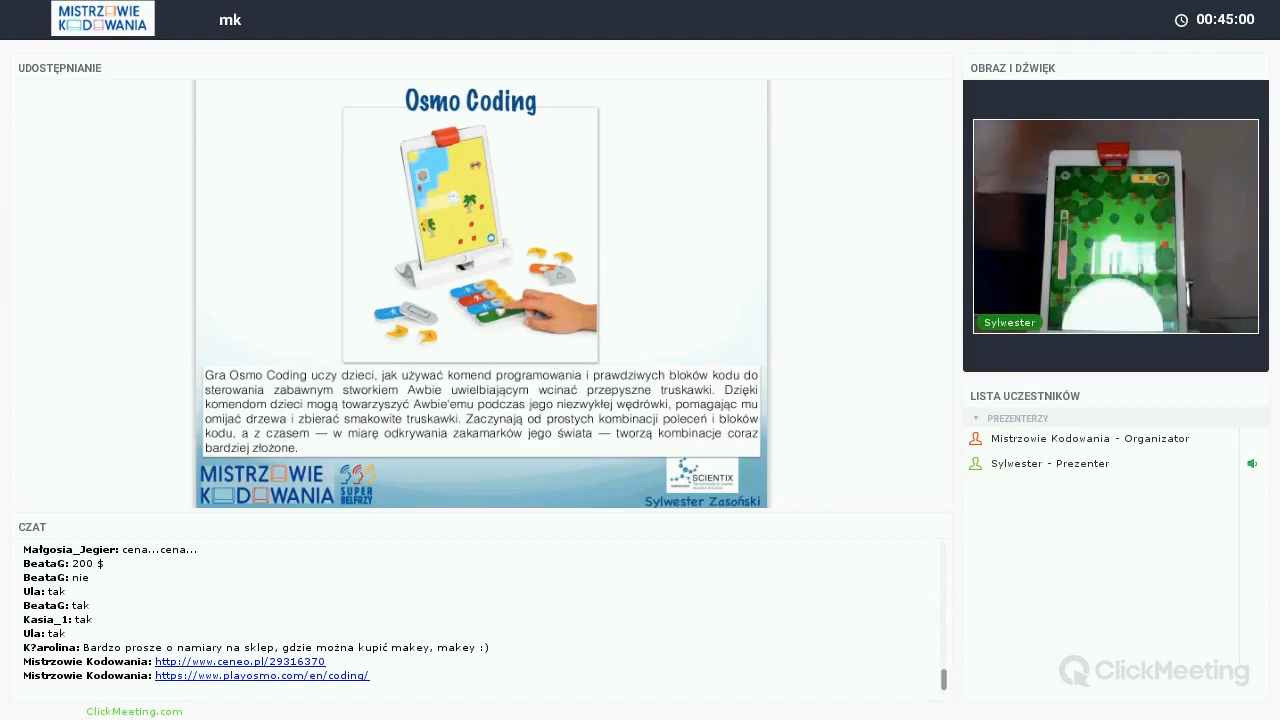 MISTRZOWIE
KODOWANIA
mk
00:45:00
UDOSTĘPNIANIE
Osmo Coding
Gra Osmo Coding uczy dzieci, jak używać komend programowania i prawdziwych bloków kodu do
sterowania zabawnym stworkiem Awbie uwielbiającym wcinać przepyszne truskawki. Dzięki
komendom dzieci mogą towarzyszyć Awbie'emu podczas jego niezwykłej wędrówki, pomagając mu
omijać drzewa i zbierać smakowite truskawki. Zaczynają od prostych kombinacji poleceń i bloków
kodu, a z czasem — w miarę odkrywania zakamarków jego świata — tworzą kombinacje coraz
bardziej złożone.
MISTRZOWIE
KODOWANIA
SUPER
BELFRZY
SCIENTIX
Sylwester Zasoński
OBRAZ I DŹWIĘK
Sylwester
LISTA UCZESTNIKÓW
PREZENTERZY
Mistrzowie Kodowania - Organizator
Sylwester - Prezenter
CZAT
Małgosia_Jegier: cena...cena...
BeataG: 200 $
BeataG: nie
Ula: tak
BeataG: tak
Kasia_1: tak
Ula: tak
K?arolina: Bardzo prosze o namiary na sklep, gdzie można kupić makey, makey :)
Mistrzowie Kodowania: http://www.ceneo.pl/29316370
Mistrzowie Kodowania: https://www.playosmo.com/en/coding/
ClickMeeting
ClickMeeting.com